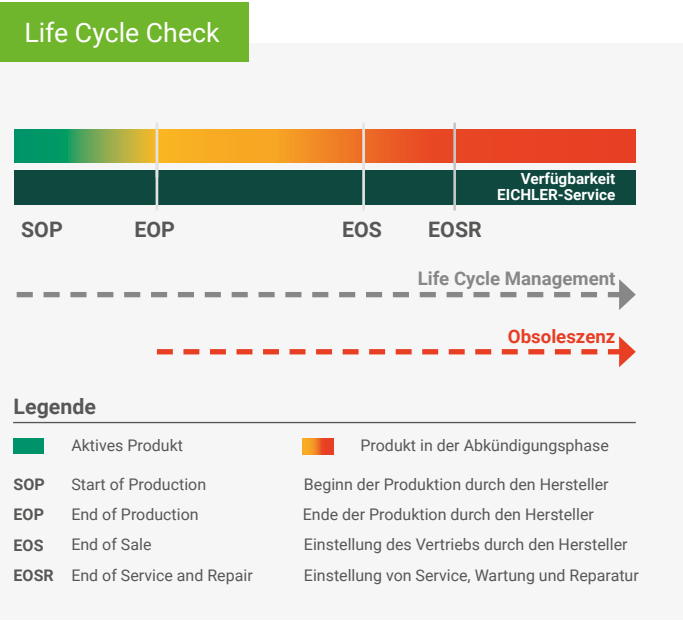 Life Cycle Check
Verfügbarkeit
EICHLER-Service
SOP EOP EOS EOSR
Life Cycle Management
Obsoleszenz
Legende
Aktives Produkt Produkt in der Abkündigungsphase
SOP Start of Production Beginn der Produktion durch den Hersteller
EOP End of Production Ende der Produktion durch den Hersteller
EOS End of Sale Einstellung des Vertriebs durch den Hersteller
EOSR End of Service and Repair Einstellung von Service, Wartung und Reparatur